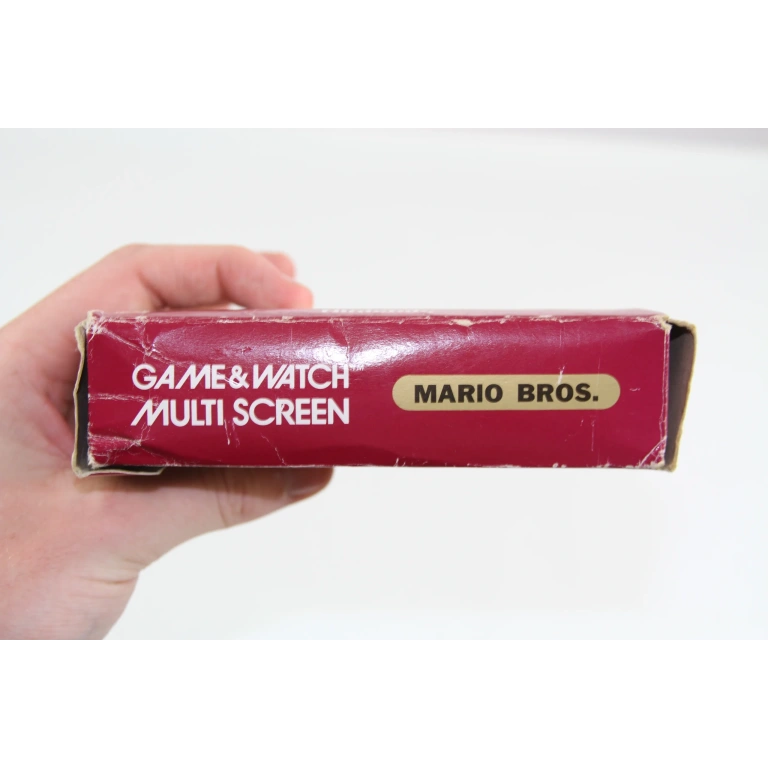 GAME & WATCH
MULTI SCREEN
MARIO BROS.